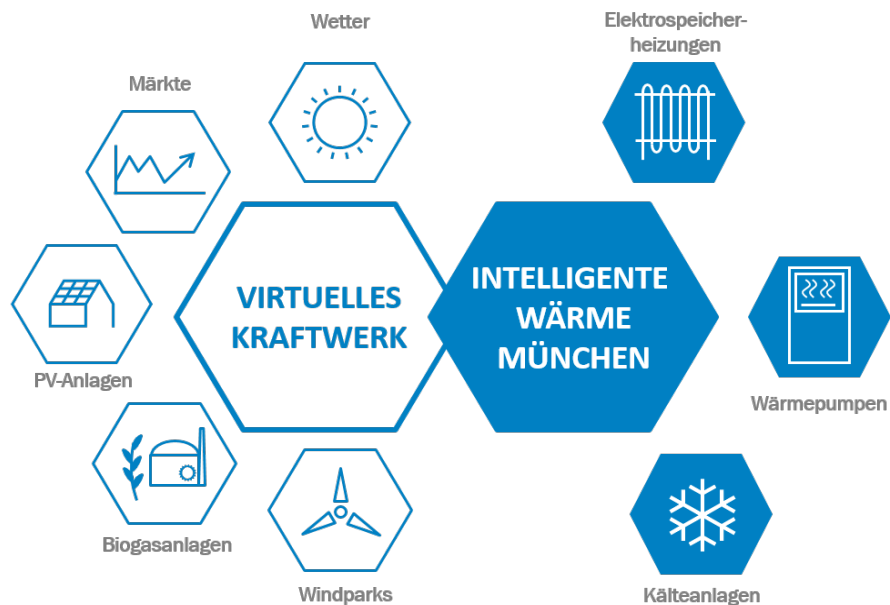 Wetter
Elektrospeicher-
heizungen
Märkte
VIRTUELLES
KRAFTWERK
INTELLIGENTE
WÄRME
MÜNCHEN
PV-Anlagen
Wärmepumpen
Biogasanlagen
Windparks
Kälteanlagen